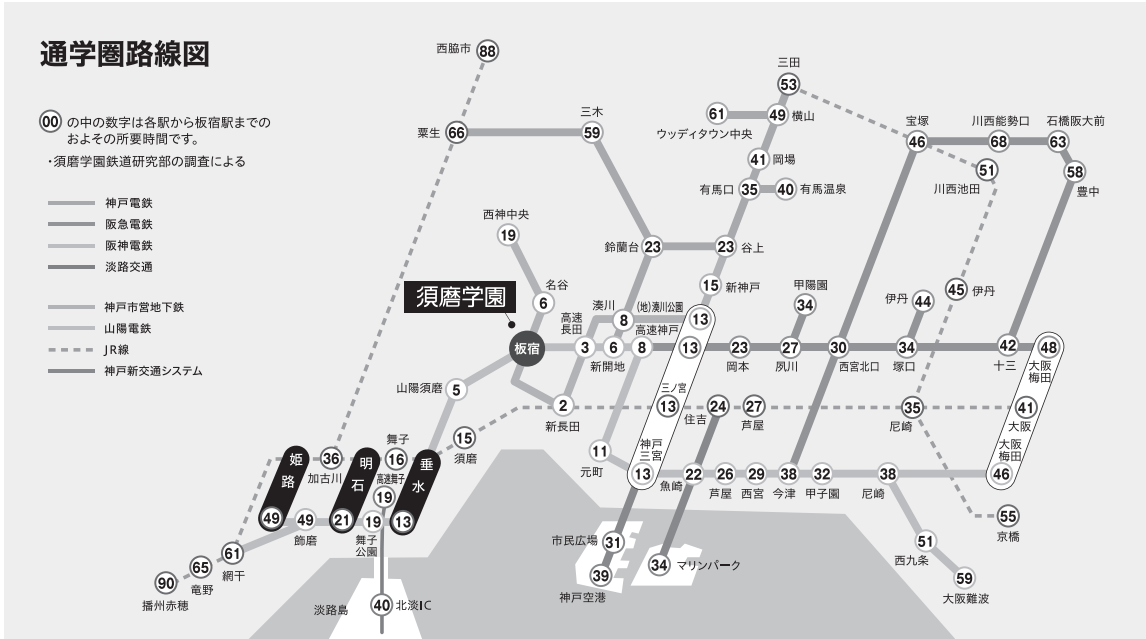 通学圏路線図
00 の中の数字は各駅から板宿駅までの
おおよその所要時間です。
・須磨学園鉄道研究部の調査による
神戸電鉄
阪急電鉄
阪神電鉄
淡路交通
神戸市営地下鉄
山陽電鉄
JR線
神戸新交通システム
西脇市 88
粟生 66
三木 59
三田 53
61 ウッディタウン中央
49 横山
41 岡場
有馬口 35
40 有馬温泉
宝塚 46
川西能勢口 68
石橋阪大前 63
58 豊中
51 川西池田
西神中央 19
鈴蘭台 23
23 谷上
名谷 6
15 新神戸
須磨学園
湊川 8
(地)湊川公園 13
甲陽園 34
伊丹 44
45 伊丹
板宿
高速長田 3
6 新開地
高速神戸 8
13
23 岡本
27 夙川
30 西宮北口
34 塚口
42 十三
48 大阪梅田
山陽須磨 5
2 新長田
三ノ宮 13
住吉 24
27 芦屋
尼崎 35
41 大阪
15 須磨
11 元町
神戸三宮 13
魚崎 22
26 芦屋
29 西宮
38 今津
32 甲子園
38 尼崎
大阪梅田 46
姫路 49
36 加古川
明石 21
舞子 16
高速舞子 19
垂水 13
49 飾磨
19 舞子公園
61 網干
65 竜野
90 播州赤穂
55 京橋
51 西九条
59 大阪難波
市民広場 31
39 神戸空港
34 マリンパーク
淡路島
40 北淡IC